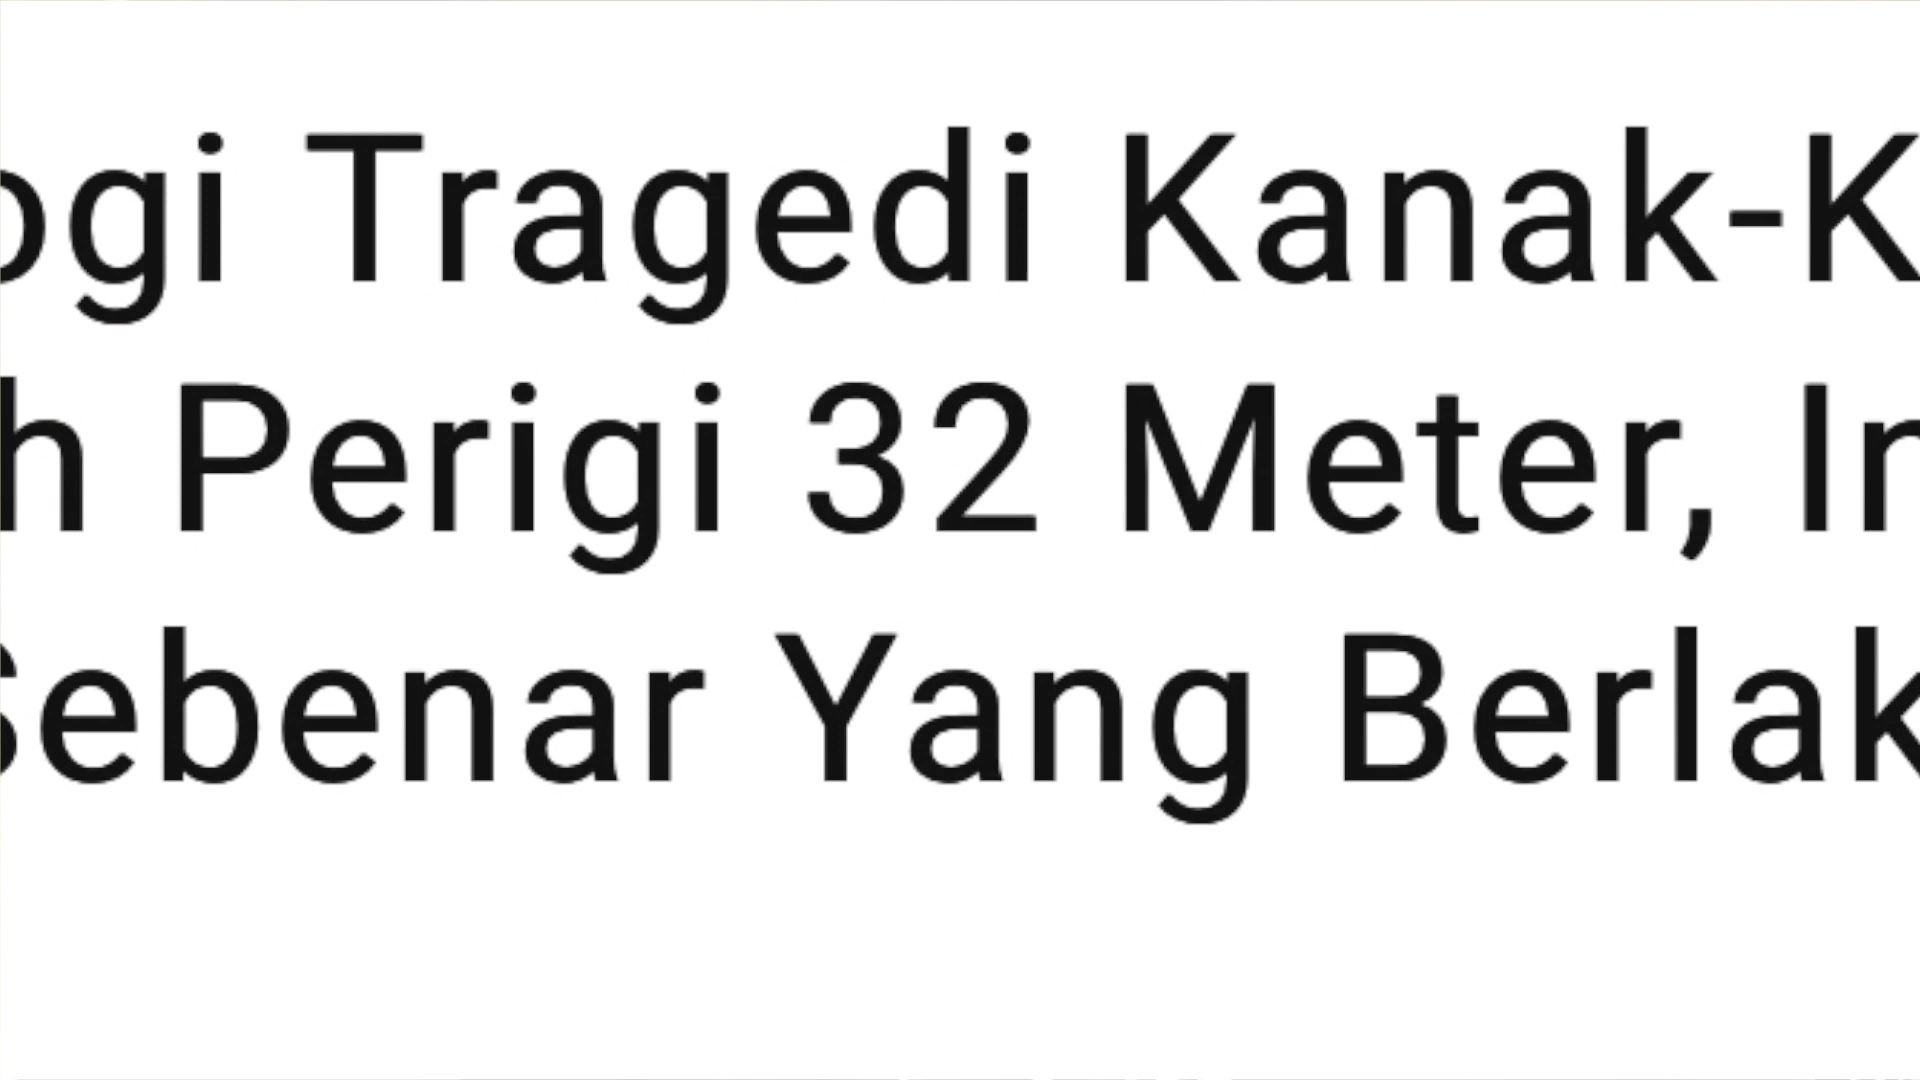 ogi Tragedi Kanak-K
h Perigi 32 Meter, In
Sebenar Yang Berlak